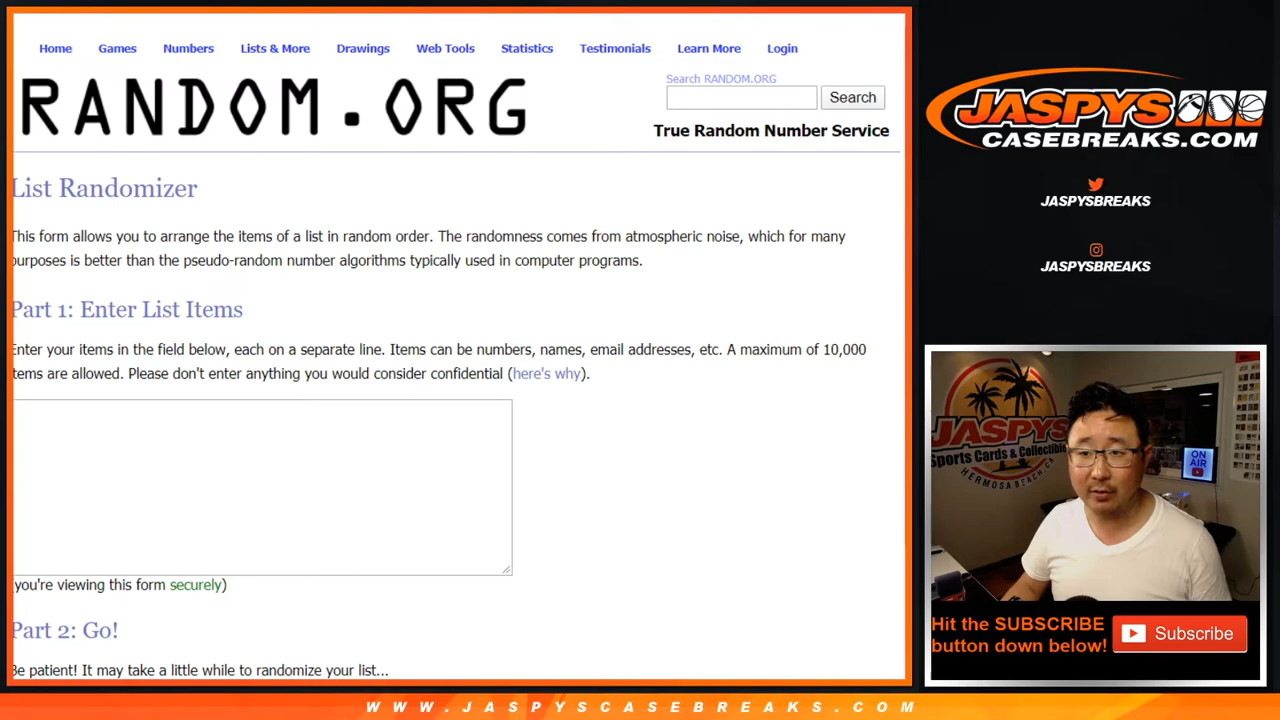 Home Games Numbers Lists & More Drawings Web Tools Statistics Testimonials Learn More Login
RANDOM.ORG
Search RANDOM.ORG
Search
True Random Number Service
List Randomizer
This form allows you to arrange the items of a list in random order. The randomness comes from atmospheric noise, which for many
purposes is better than the pseudo-random number algorithms typically used in computer programs.
Part 1: Enter List Items
Enter your items in the field below, each on a separate line. Items can be numbers, names, email addresses, etc. A maximum of 10,000
items are allowed. Please don't enter anything you would consider confidential (here's why).
(you're viewing this form securely)
Part 2: Go!
Be patient! It may take a little while to randomize your list...
JASPYS
CASEBREAKS.COM
JASPYSBREAKS
JASPYSBREAKS
JASPYS
Sports Cards & Collectible
HERMOSA BEACH, CA
ON
AIR
Hit the SUBSCRIBE
button down below!
Subscribe
WWW.JASPYSCASEBREAKS.COM